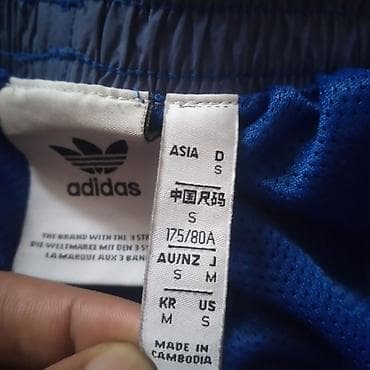 adidas
THE BRAND WITH THE 3 ST
DIE WELTMARKE MIT DEN 3 S
LA MARQUE AUX 3 BAN
ASIA D
S
中国尺码
S
175/80A
AU/NZ J
S M
KR US
M S
MADE IN
CAMBODIA